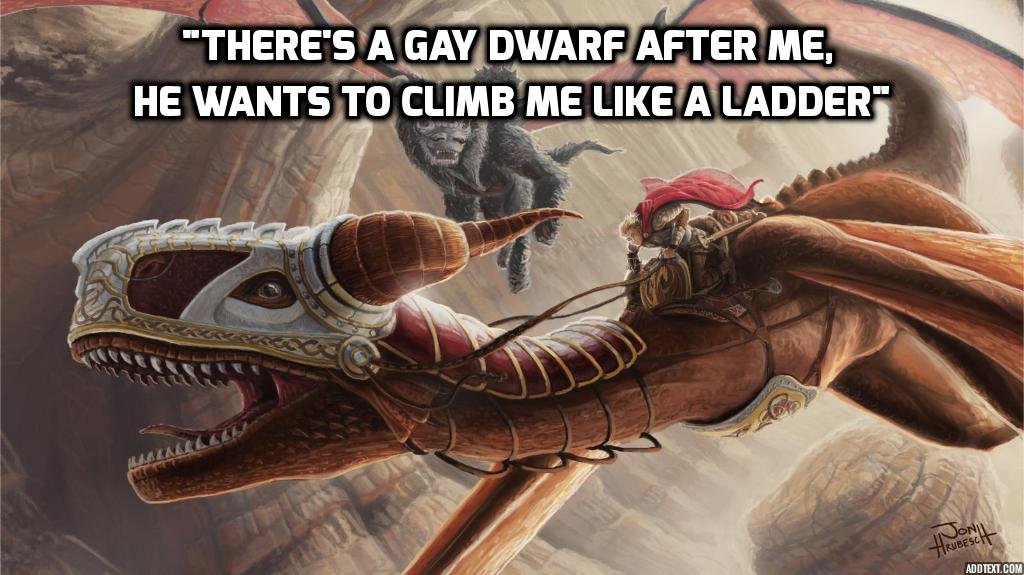 "THERE'S A GAY DWARF AFTER ME,
HE WANTS TO CLIMB ME LIKE A LADDER"
JONI
HRUBESCH
ADDTEXT.COM